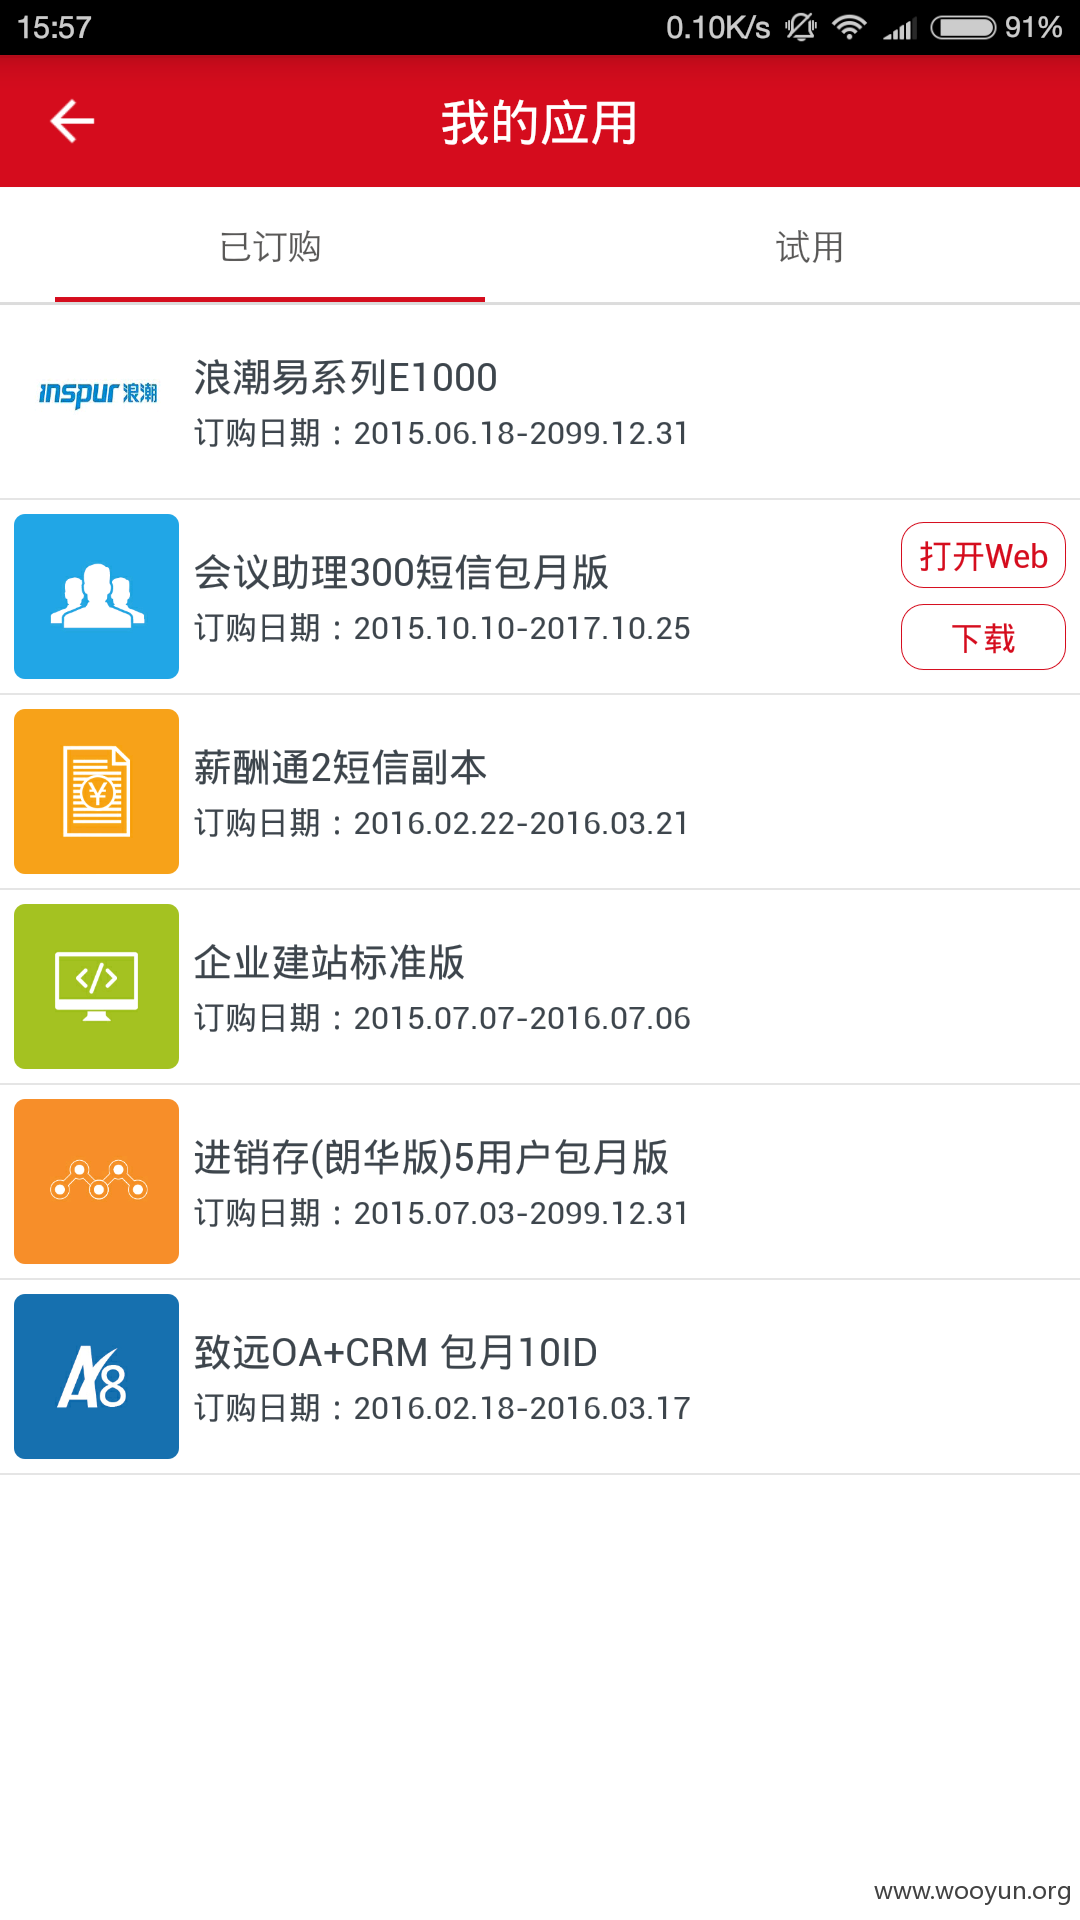 15:57
0.10K/s
91%
我的应用
已订购
试用
inspur 浪潮
浪潮易系列E1000
订购日期：2015.06.18-2099.12.31
会议助理300短信包月版
订购日期：2015.10.10-2017.10.25
打开Web
下载
薪酬通2短信副本
订购日期：2016.02.22-2016.03.21
企业建站标准版
订购日期：2015.07.07-2016.07.06
进销存(朗华版)5用户包月版
订购日期：2015.07.03-2099.12.31
A8
致远OA+CRM 包月10ID
订购日期：2016.02.18-2016.03.17
www.wooyun.org